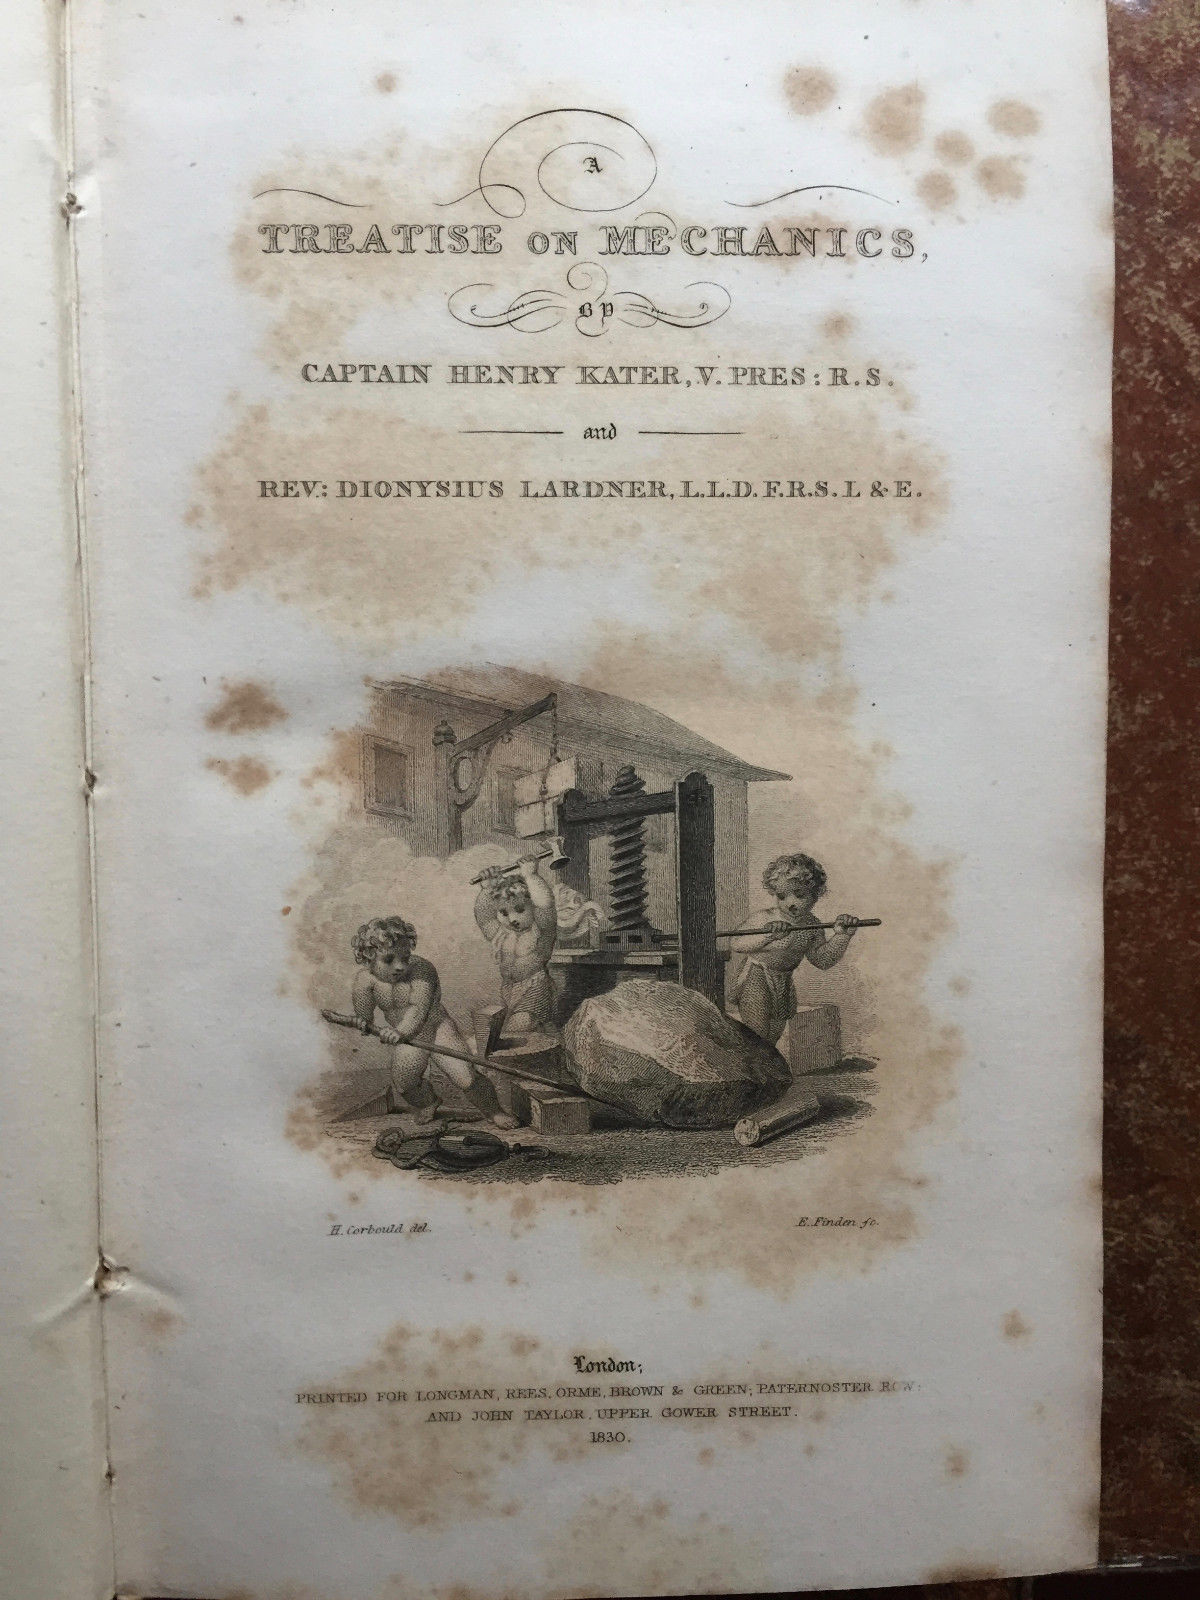 A
TREATISE ON MECHANICS,
BY
CAPTAIN HENRY KATER, V. PRES: R.S.
and
REV: DIONYSIUS LARDNER, L.L.D. F.R.S. L & E.
H. Corbould del.
E. Finden sc.
London;
PRINTED FOR LONGMAN, REES, ORME, BROWN & GREEN; PATERNOSTER ROW;
AND JOHN TAYLOR, UPPER GOWER STREET.
1830.